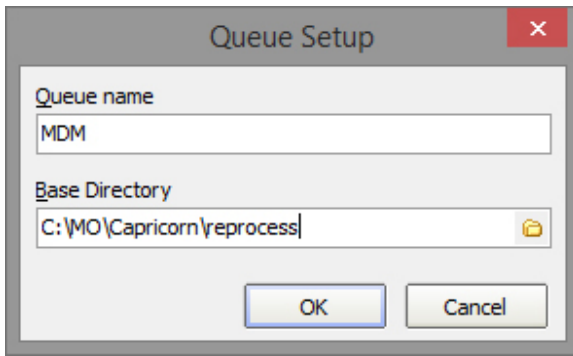 Queue Setup
Queue name
MDM
Base Directory
C:\MO\Capricorn\reprocess
OK
Cancel